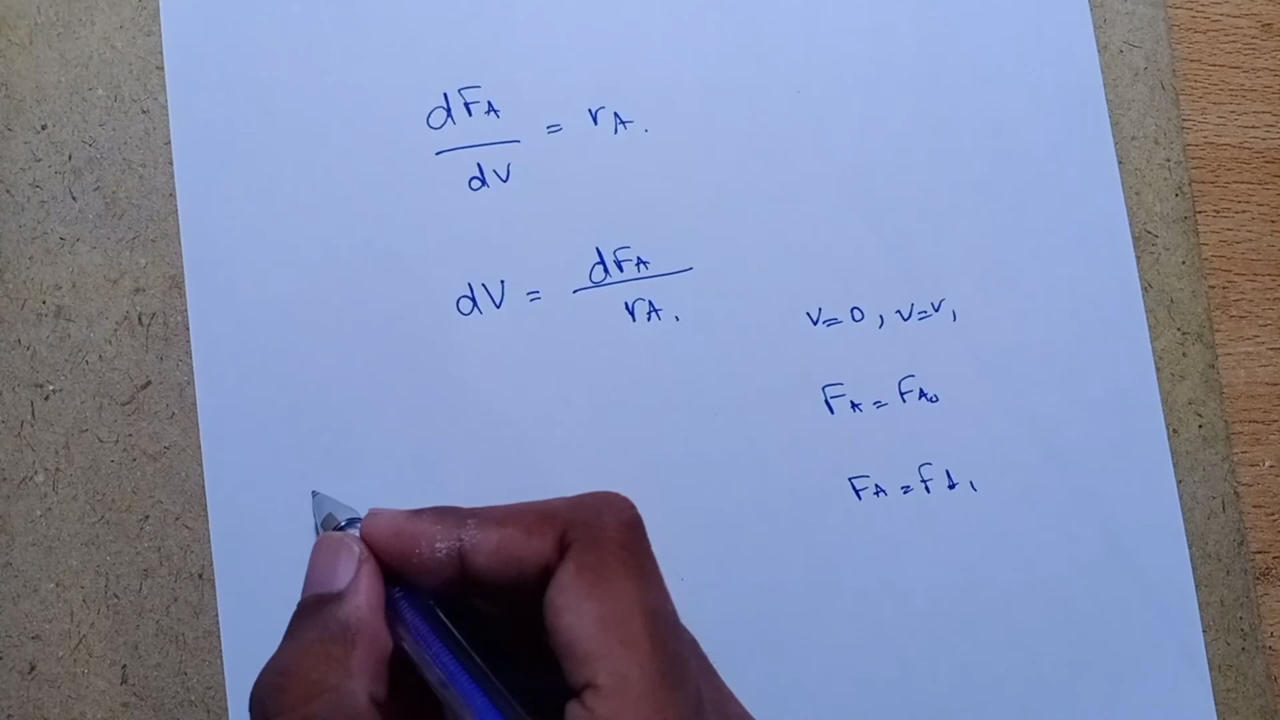 dFA/dV = rA.
dV = dFA/rA.
V=0, V=V1
FA = FA0
FA = FA1